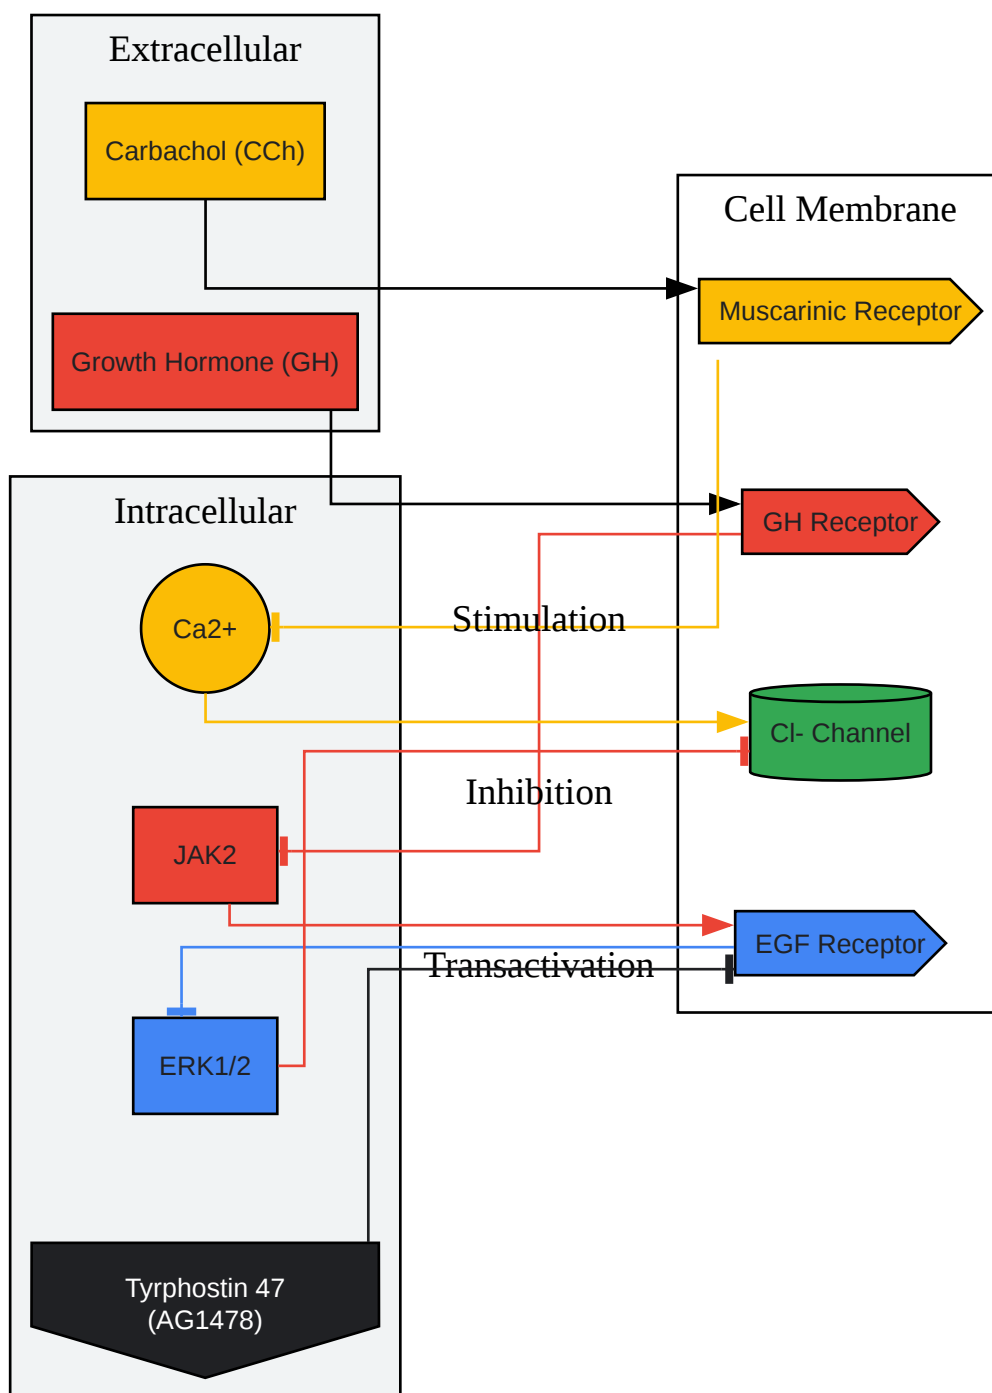 Extracellular
Carbachol (CCh)
Cell Membrane
Muscarinic Receptor
Growth Hormone (GH)
Intracellular
GH Receptor
Stimulation
Ca2+
Cl- Channel
Inhibition
JAK2
EGF Receptor
Transactivation
ERK1/2
Tyrphostin 47
(AG1478)